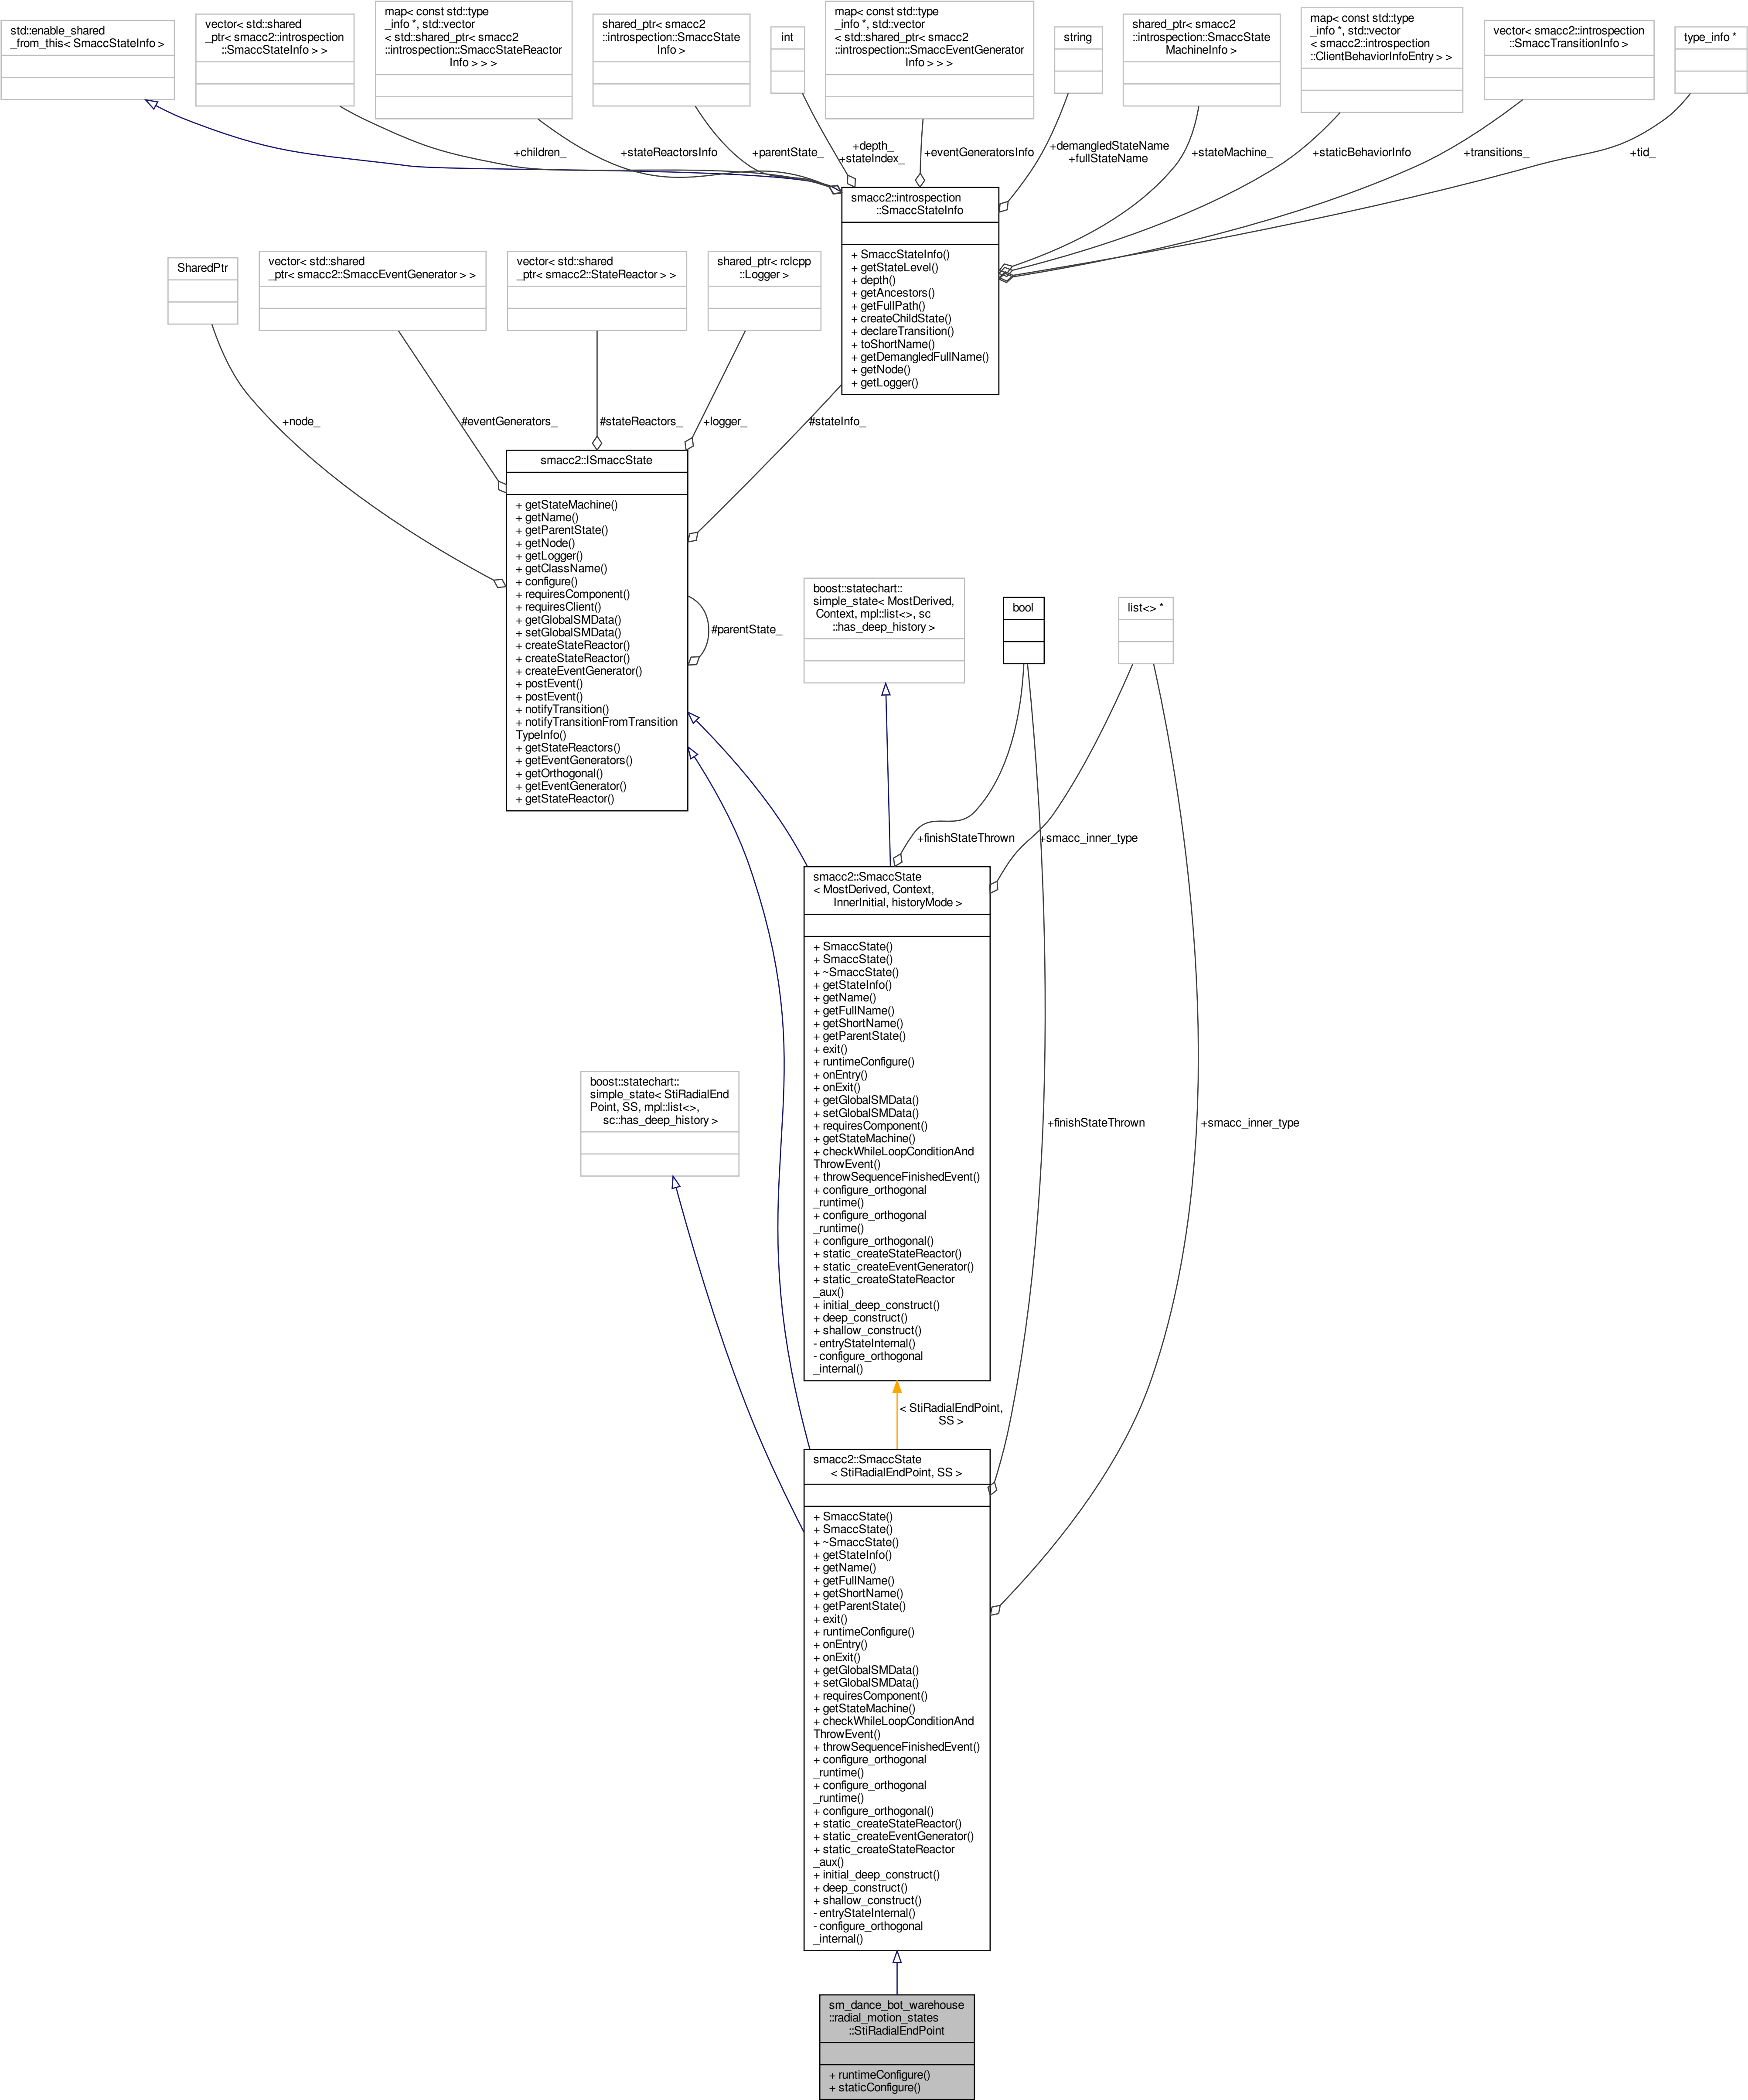 std::enable_shared
_from_this< SmaccStateInfo >
vector< std::shared
_ptr< smacc2::introspection
::SmaccStateInfo > >
map< const std::type
_info *, std::vector
< std::shared_ptr< smacc2
::introspection::SmaccStateReactor
Info > > >
shared_ptr< smacc2
::introspection::SmaccState
Info >
int
map< const std::type
_info *, std::vector
< std::shared_ptr< smacc2
::introspection::SmaccEventGenerator
Info > > >
string
shared_ptr< smacc2
::introspection::SmaccState
MachineInfo >
map< const std::type
_info *, std::vector
< smacc2::introspection
::ClientBehaviorInfoEntry > >
vector< smacc2::introspection
::SmaccTransitionInfo >
type_info *
+children_
+stateReactorsInfo
+parentState_
+depth_
+stateIndex_
+eventGeneratorsInfo
+demangledStateName
+fullStateName
+stateMachine_
+staticBehaviorInfo
+transitions_
+tid_
smacc2::introspection
::SmaccStateInfo
+ SmaccStateInfo()
+ getStateLevel()
+ depth()
+ getAncestors()
+ getFullPath()
+ createChildState()
+ declareTransition()
+ toShortName()
+ getDemangledFullName()
+ getNode()
+ getLogger()
SharedPtr
vector< std::shared
_ptr< smacc2::SmaccEventGenerator > >
vector< std::shared
_ptr< smacc2::StateReactor > >
shared_ptr< rclcpp
::Logger >
+node_
#eventGenerators_
#stateReactors_
+logger_
#stateInfo_
smacc2::ISmaccState
+ getStateMachine()
+ getName()
+ getParentState()
+ getNode()
+ getLogger()
+ getClassName()
+ configure()
+ requiresComponent()
+ requiresClient()
+ getGlobalSMData()
+ setGlobalSMData()
+ createStateReactor()
+ createStateReactor()
+ createEventGenerator()
+ postEvent()
+ postEvent()
+ notifyTransition()
+ notifyTransitionFromTransition
TypeInfo()
+ getStateReactors()
+ getEventGenerators()
+ getOrthogonal()
+ getEventGenerator()
+ getStateReactor()
#parentState_
boost::statechart::
simple_state< MostDerived,
Context, mpl::list<>, sc
::has_deep_history >
bool
list<> *
+finishStateThrown
+smacc_inner_type
smacc2::SmaccState
< MostDerived, Context,
InnerInitial, historyMode >
+ SmaccState()
+ SmaccState()
+ ~SmaccState()
+ getStateInfo()
+ getName()
+ getFullName()
+ getShortName()
+ getParentState()
+ exit()
+ runtimeConfigure()
+ onEntry()
+ onExit()
+ getGlobalSMData()
+ setGlobalSMData()
+ requiresComponent()
+ getStateMachine()
+ checkWhileLoopConditionAnd
ThrowEvent()
+ throwSequenceFinishedEvent()
+ configure_orthogonal
_runtime()
+ configure_orthogonal
_runtime()
+ configure_orthogonal()
+ static_createStateReactor()
+ static_createEventGenerator()
+ static_createStateReactor
_aux()
+ initial_deep_construct()
+ deep_construct()
+ shallow_construct()
- entryStateInternal()
- configure_orthogonal
_internal()
boost::statechart::
simple_state< StiRadialEnd
Point, SS, mpl::list<>,
sc::has_deep_history >
+finishStateThrown
+smacc_inner_type
< StiRadialEndPoint,
SS >
smacc2::SmaccState
< StiRadialEndPoint, SS >
+ SmaccState()
+ SmaccState()
+ ~SmaccState()
+ getStateInfo()
+ getName()
+ getFullName()
+ getShortName()
+ getParentState()
+ exit()
+ runtimeConfigure()
+ onEntry()
+ onExit()
+ getGlobalSMData()
+ setGlobalSMData()
+ requiresComponent()
+ getStateMachine()
+ checkWhileLoopConditionAnd
ThrowEvent()
+ throwSequenceFinishedEvent()
+ configure_orthogonal
_runtime()
+ configure_orthogonal
_runtime()
+ configure_orthogonal()
+ static_createStateReactor()
+ static_createEventGenerator()
+ static_createStateReactor
_aux()
+ initial_deep_construct()
+ deep_construct()
+ shallow_construct()
- entryStateInternal()
- configure_orthogonal
_internal()
sm_dance_bot_warehouse
::radial_motion_states
::StiRadialEndPoint
+ runtimeConfigure()
+ staticConfigure()